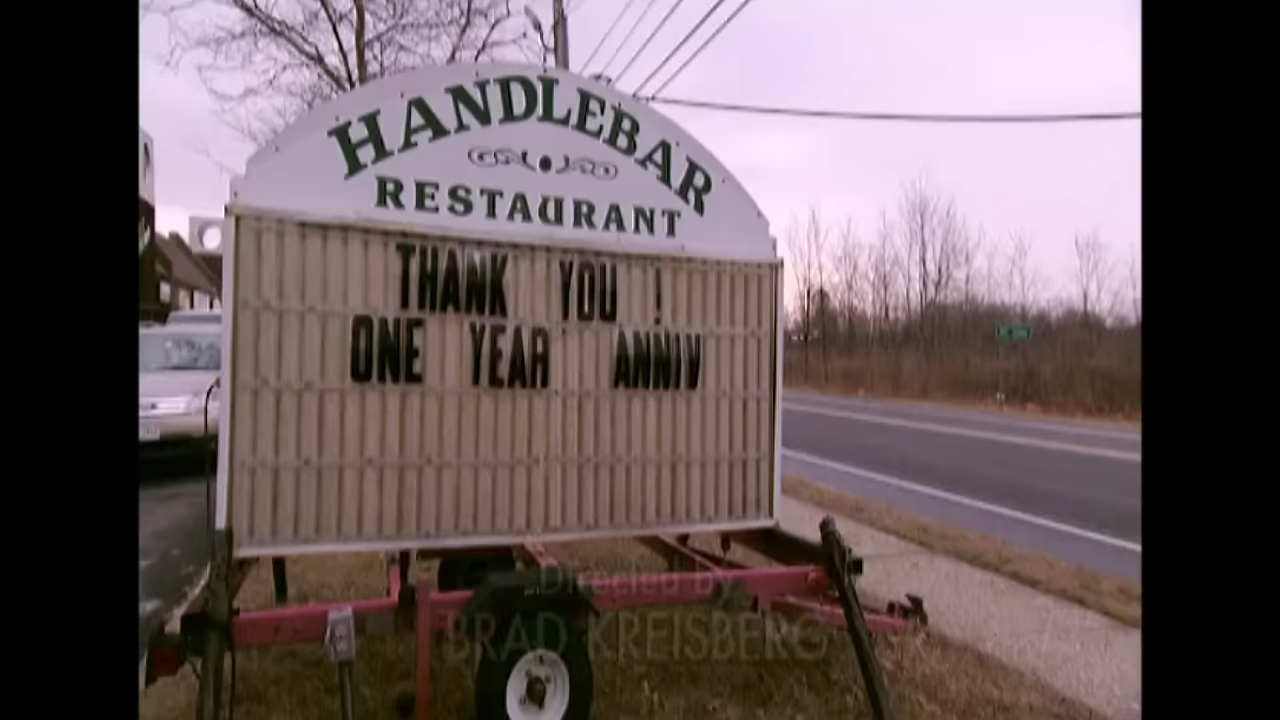 HANDLEBAR
RESTAURANT
THANK YOU !
ONE YEAR ANNIV
Directed by
BRAD KREISBERG